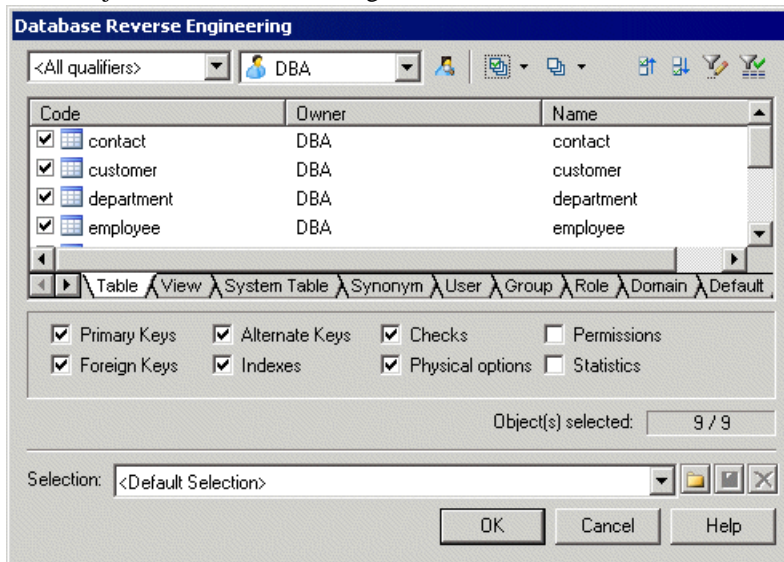 Database Reverse Engineering
<All qualifiers> DBA
Code Owner Name
contact DBA contact
customer DBA customer
department DBA department
employee DBA employee
Table View System Table Synonym User Group Role Domain Default
Primary Keys Alternate Keys Checks Permissions
Foreign Keys Indexes Physical options Statistics
Object(s) selected: 9 / 9
Selection: <Default Selection>
OK Cancel Help